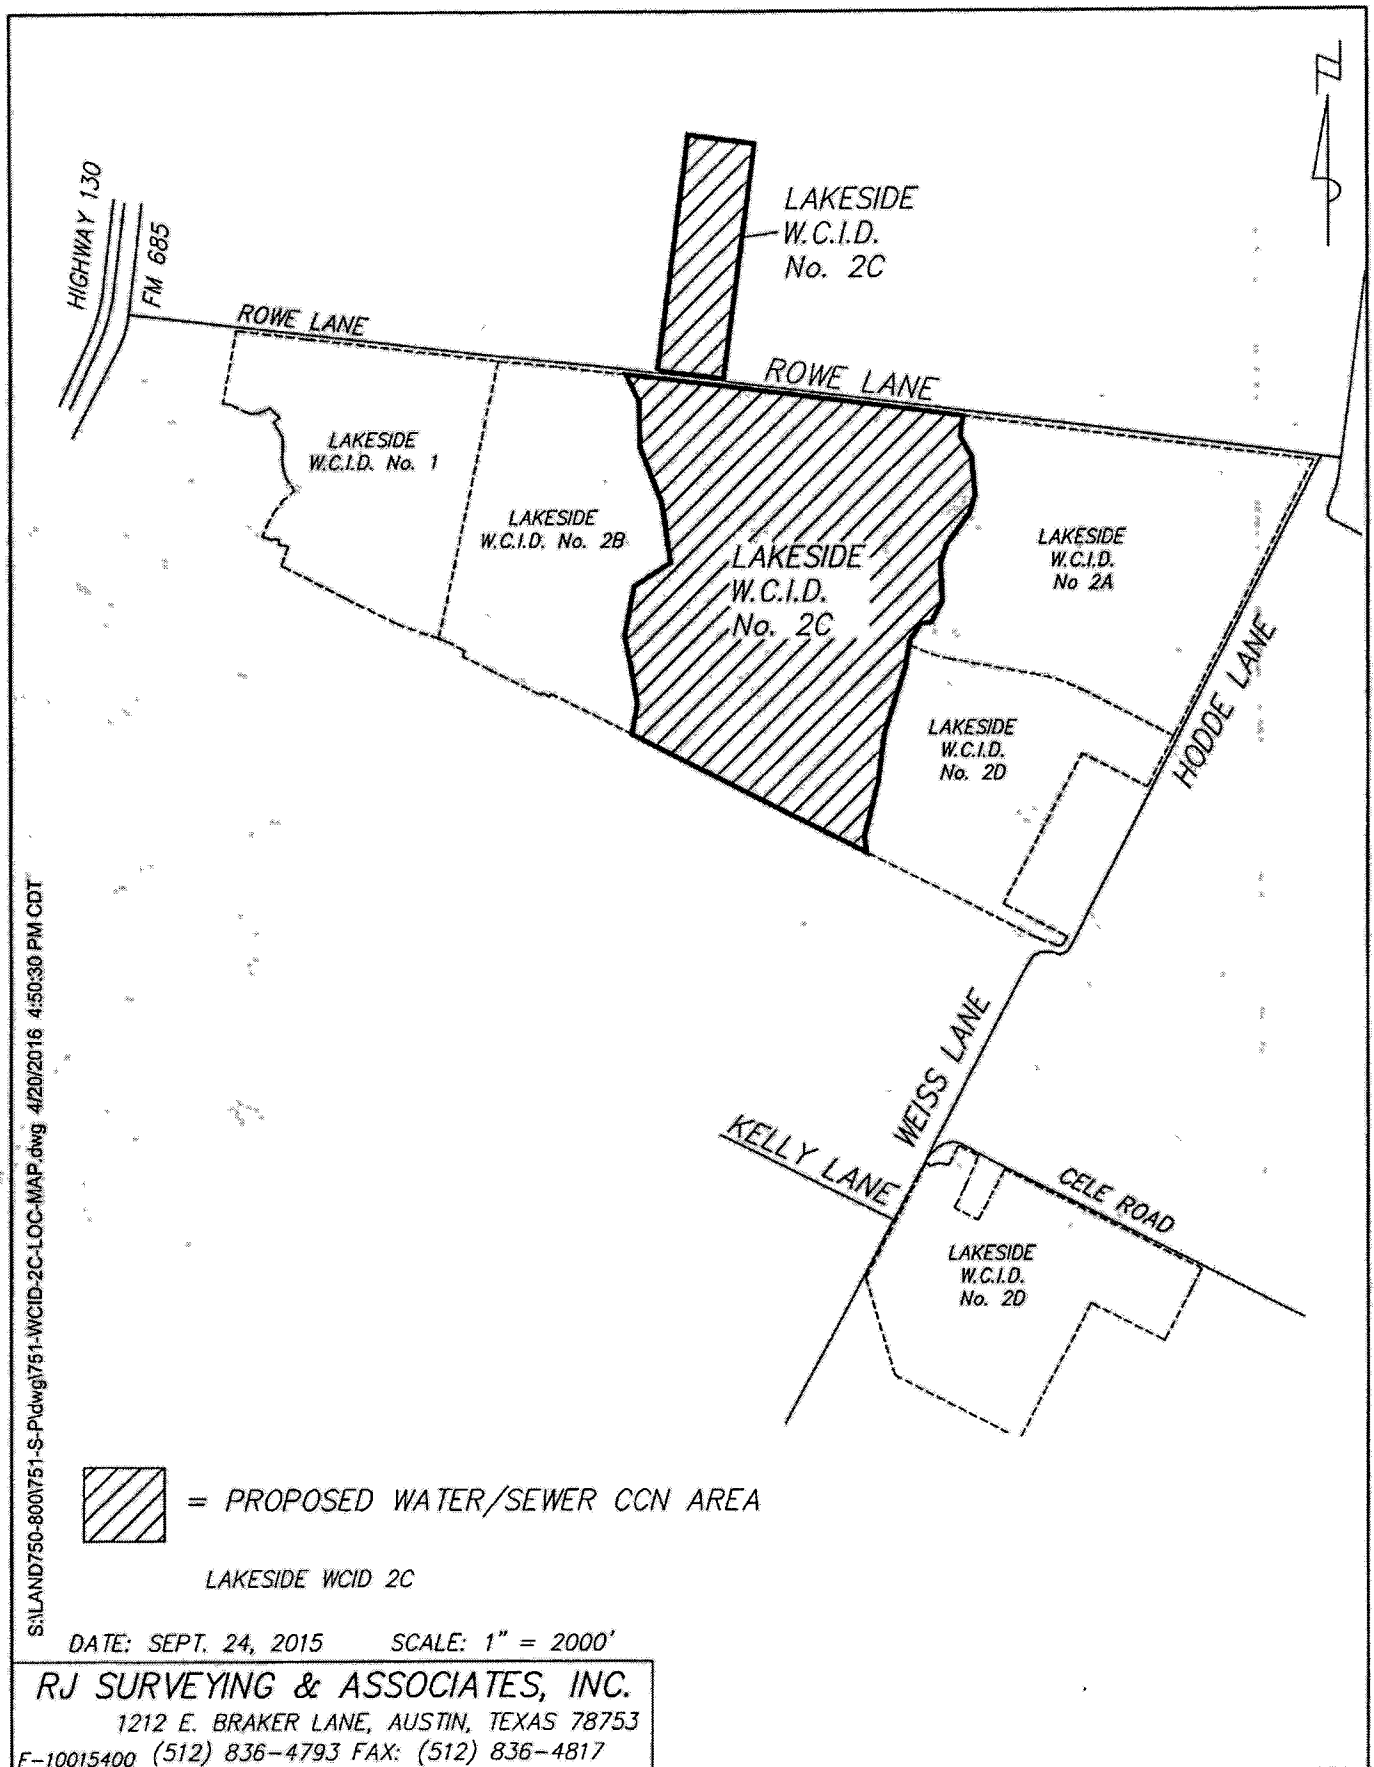 LAKESIDE
W.C.I.D.
No. 2C
HIGHWAY 130
FM 685
ROWE LANE
ROWE LANE
LAKESIDE
W.C.I.D. No. 1
LAKESIDE
W.C.I.D. No. 2B
LAKESIDE
W.C.I.D.
No. 2C
LAKESIDE
W.C.I.D.
No 2A
HODDE LANE
LAKESIDE
W.C.I.D.
No. 2D
WEISS LANE
KELLY LANE
CELE ROAD
LAKESIDE
W.C.I.D.
No. 2D
S:\LAND750-800\751-S-P\dwg\751-WCID-2C-LOC-MAP.dwg 4/20/2016 4:50:30 PM CDT
= PROPOSED WATER/SEWER CCN AREA
LAKESIDE WCID 2C
DATE: SEPT. 24, 2015 SCALE: 1" = 2000'
RJ SURVEYING & ASSOCIATES, INC.
1212 E. BRAKER LANE, AUSTIN, TEXAS 78753
F-10015400 (512) 836-4793 FAX: (512) 836-4817